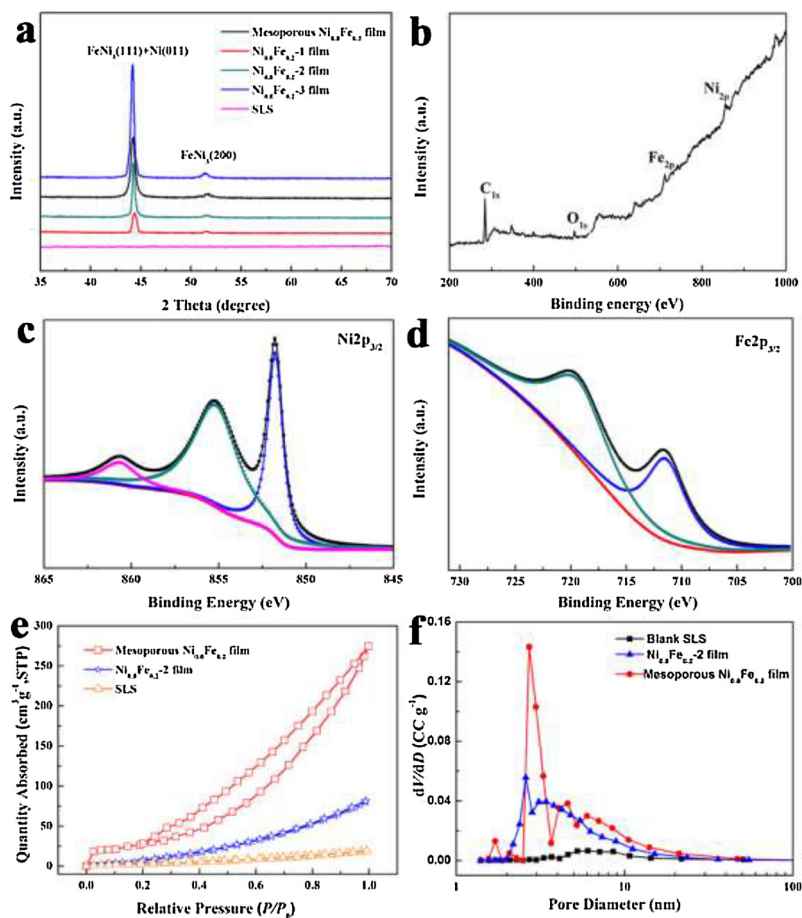 a
FeNi₃(111)+Ni(011)
FeNi₃(200)
Mesoporous Ni₀.₈Fe₀.₂ film
Ni₀.₈Fe₀.₂-1 film
Ni₀.₈Fe₀.₂-2 film
Ni₀.₈Fe₀.₂-3 film
SLS
Intensity (a.u.)
35 40 45 50 55 60 65 70
2 Theta (degree)
b
C₁ₛ
O₁ₛ
Fe₂ₚ
Ni₂ₚ
Intensity (a.u.)
200 400 600 800 1000
Binding energy (eV)
c
Ni2p₃/₂
Intensity (a.u.)
865 860 855 850 845
Binding Energy (eV)
d
Fe2p₃/₂
Intensity (a.u.)
730 725 720 715 710 705 700
Binding Energy (eV)
e
Mesoporous Ni₀.₈Fe₀.₂ film
Ni₀.₈Fe₀.₂-2 film
SLS
Quantity Absorbed (cm³g⁻¹,STP)
300
250
200
150
100
50
0
0.0 0.2 0.4 0.6 0.8 1.0
Relative Pressure (P/P₀)
f
Blank SLS
Ni₀.₈Fe₀.₂-2 film
Mesoporous Ni₀.₈Fe₀.₂ film
dV/dD (CC g⁻¹)
0.16
0.12
0.08
0.04
0.00
1 10 100
Pore Diameter (nm)